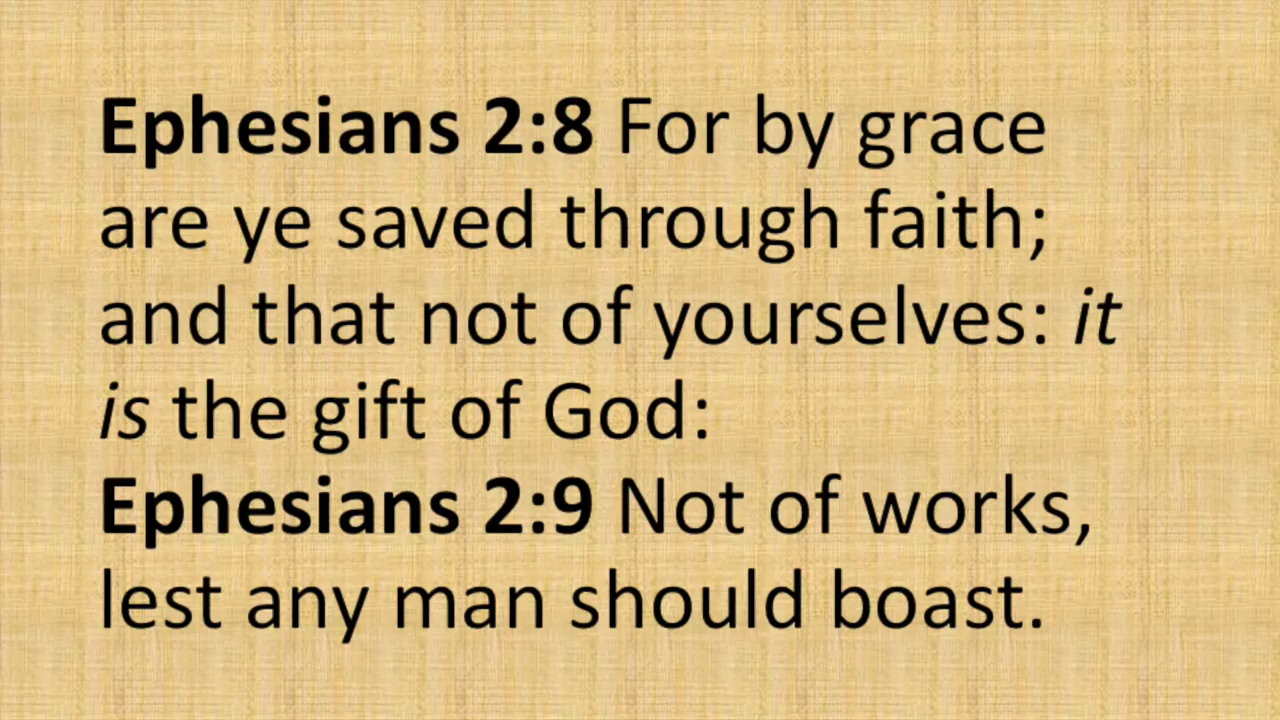 Ephesians 2:8 For by grace
are ye saved through faith;
and that not of yourselves: it
is the gift of God:
Ephesians 2:9 Not of works,
lest any man should boast.